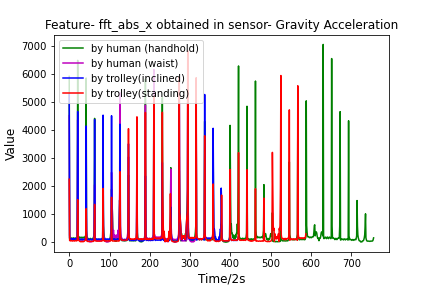 Feature- fft_abs_x obtained in sensor- Gravity Acceleration
7000
6000
5000
4000
3000
2000
1000
0
Value
by human (handhold)
by human (waist)
by trolley(inclined)
by trolley(standing)
0 100 200 300 400 500 600 700
Time/2s